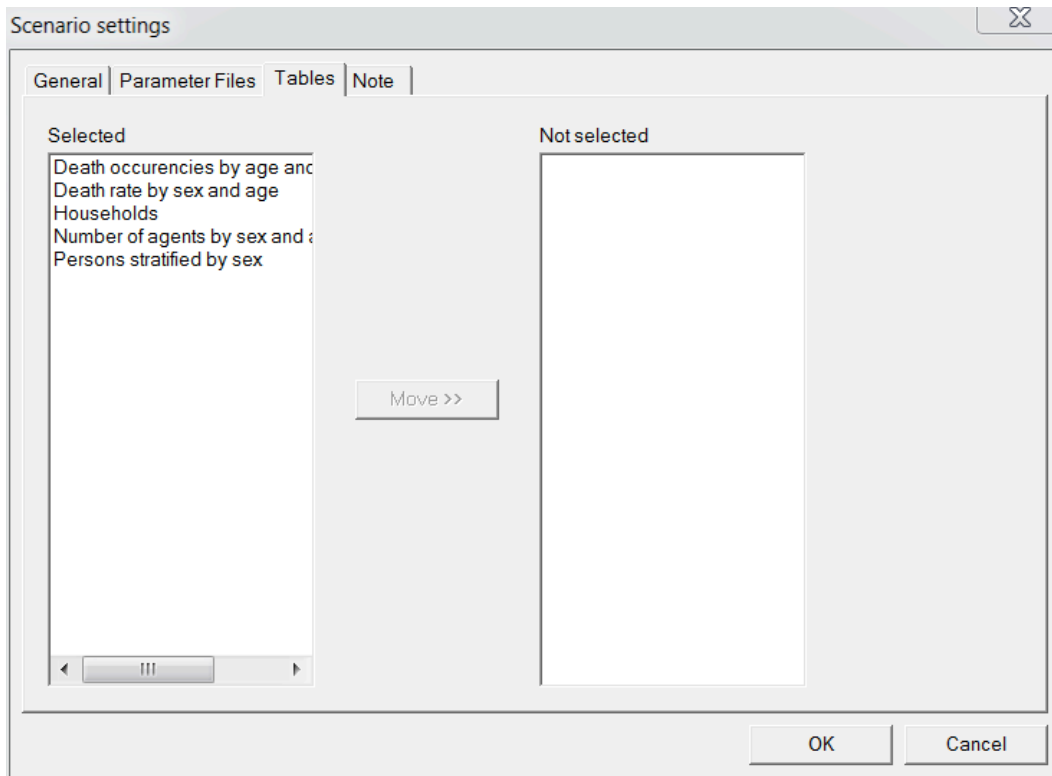 Scenario settings
General Parameter Files Tables Note
Selected
Not selected
Death occurencies by age and
Death rate by sex and age
Households
Number of agents by sex and a
Persons stratified by sex
Move >>
OK Cancel